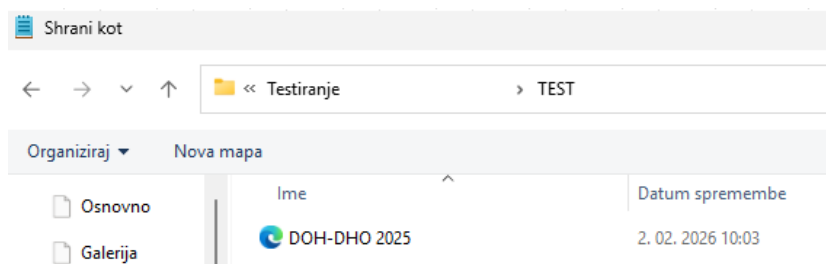 Shrani kot
« Testiranje > TEST
Organiziraj Nova mapa
Osnovno
Galerija
Ime Datum spremembe
DOH-DHO 2025 2. 02. 2026 10:03